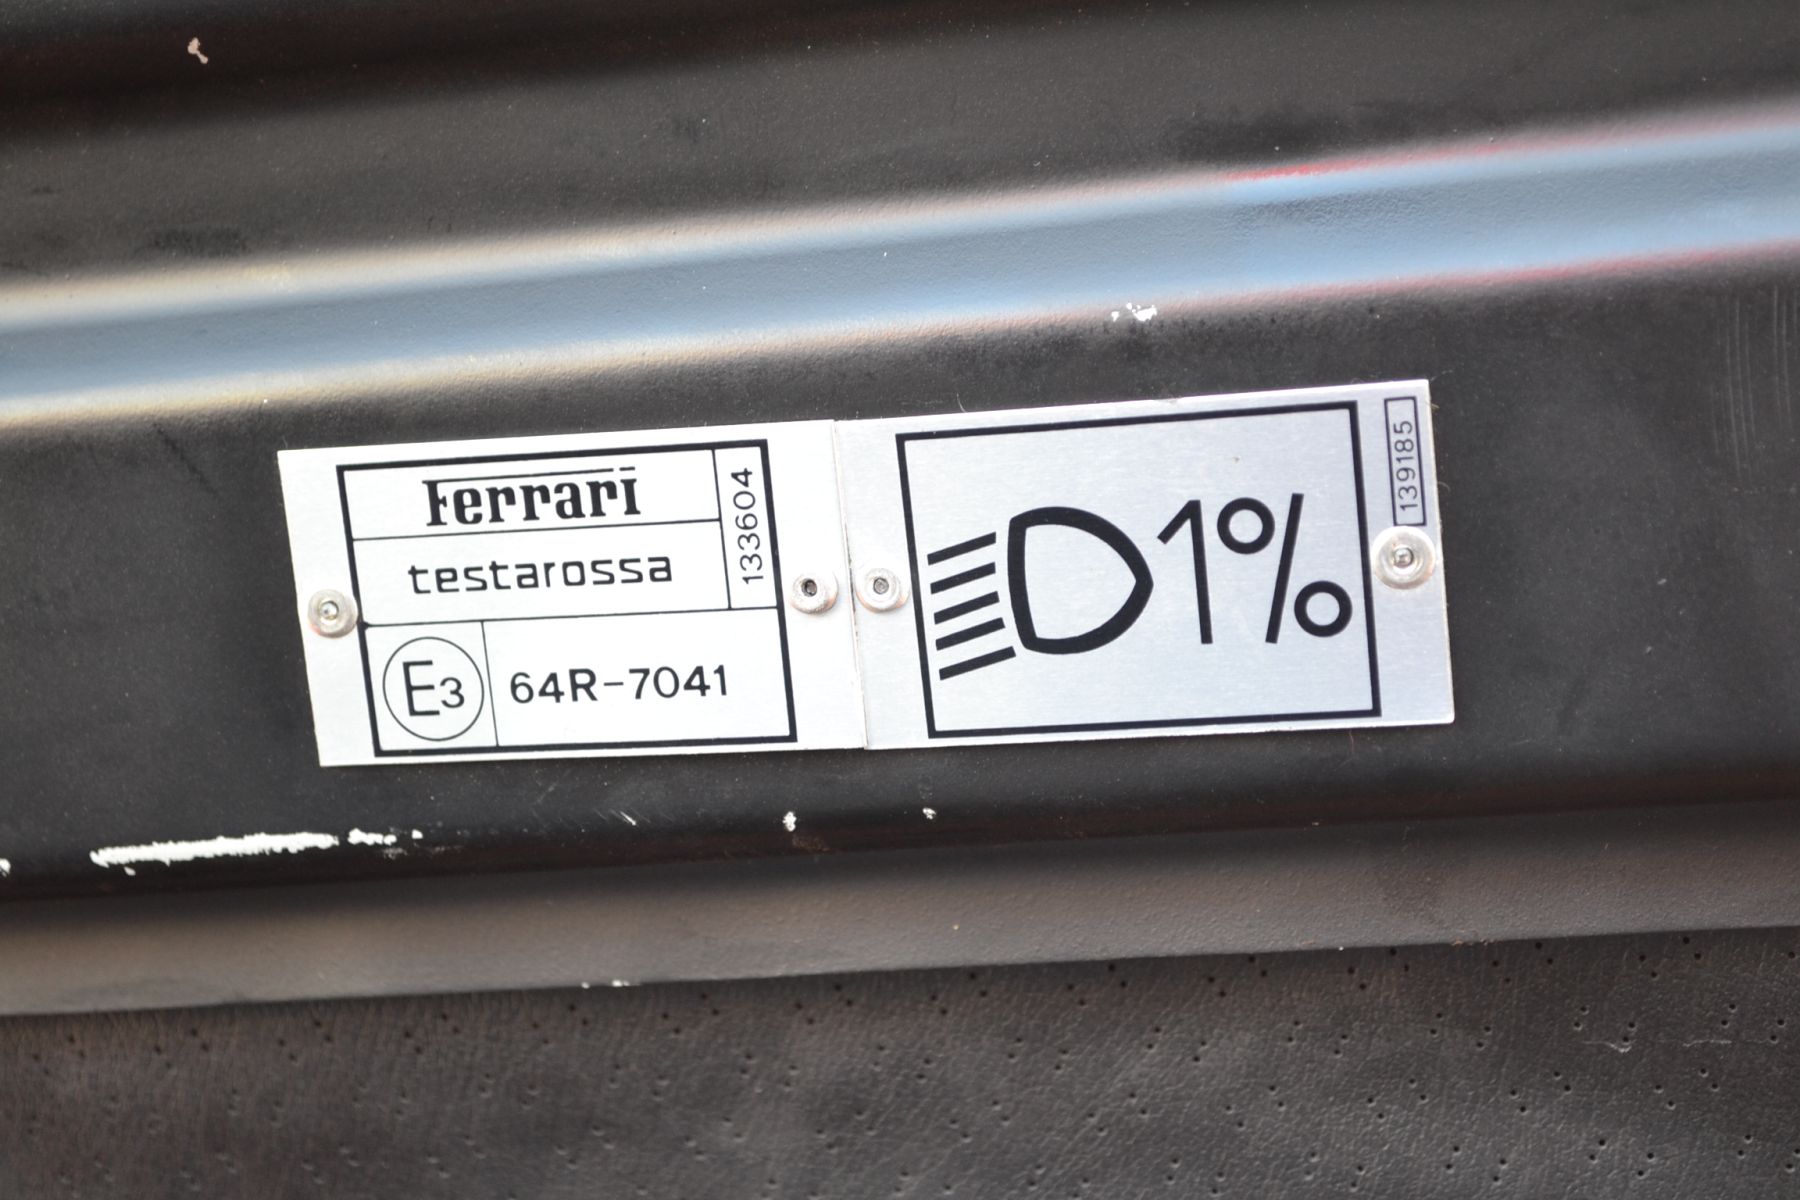 Ferrari
testarossa
133604
E3
64R-7041
1%
139185